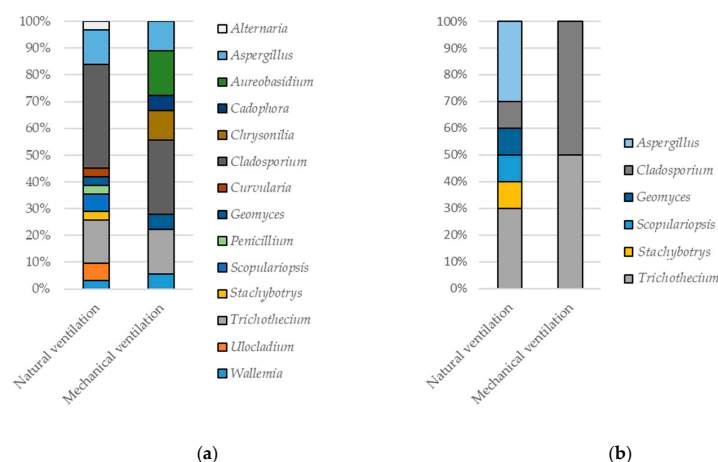 100%
90%
80%
70%
60%
50%
40%
30%
20%
10%
0%
Natural ventilation
Mechanical ventilation
Alternaria
Aspergillus
Aureobasidium
Cadophora
Chrysonilia
Cladosporium
Curvularia
Geomyces
Penicillium
Scopulariopsis
Stachybotrys
Trichothecium
Ulocladium
Wallemia
(a)
100%
90%
80%
70%
60%
50%
40%
30%
20%
10%
0%
Natural ventilation
Mechanical ventilation
Aspergillus
Cladosporium
Geomyces
Scopulariopsis
Stachybotrys
Trichothecium
(b)